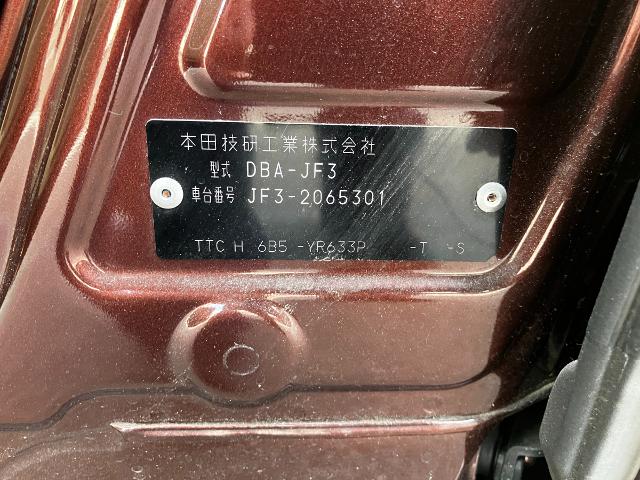 本田技研工業株式会社
型式 DBA-JF3
車台番号 JF3-2065301
TTC H 6B5 -YR633P -T -S